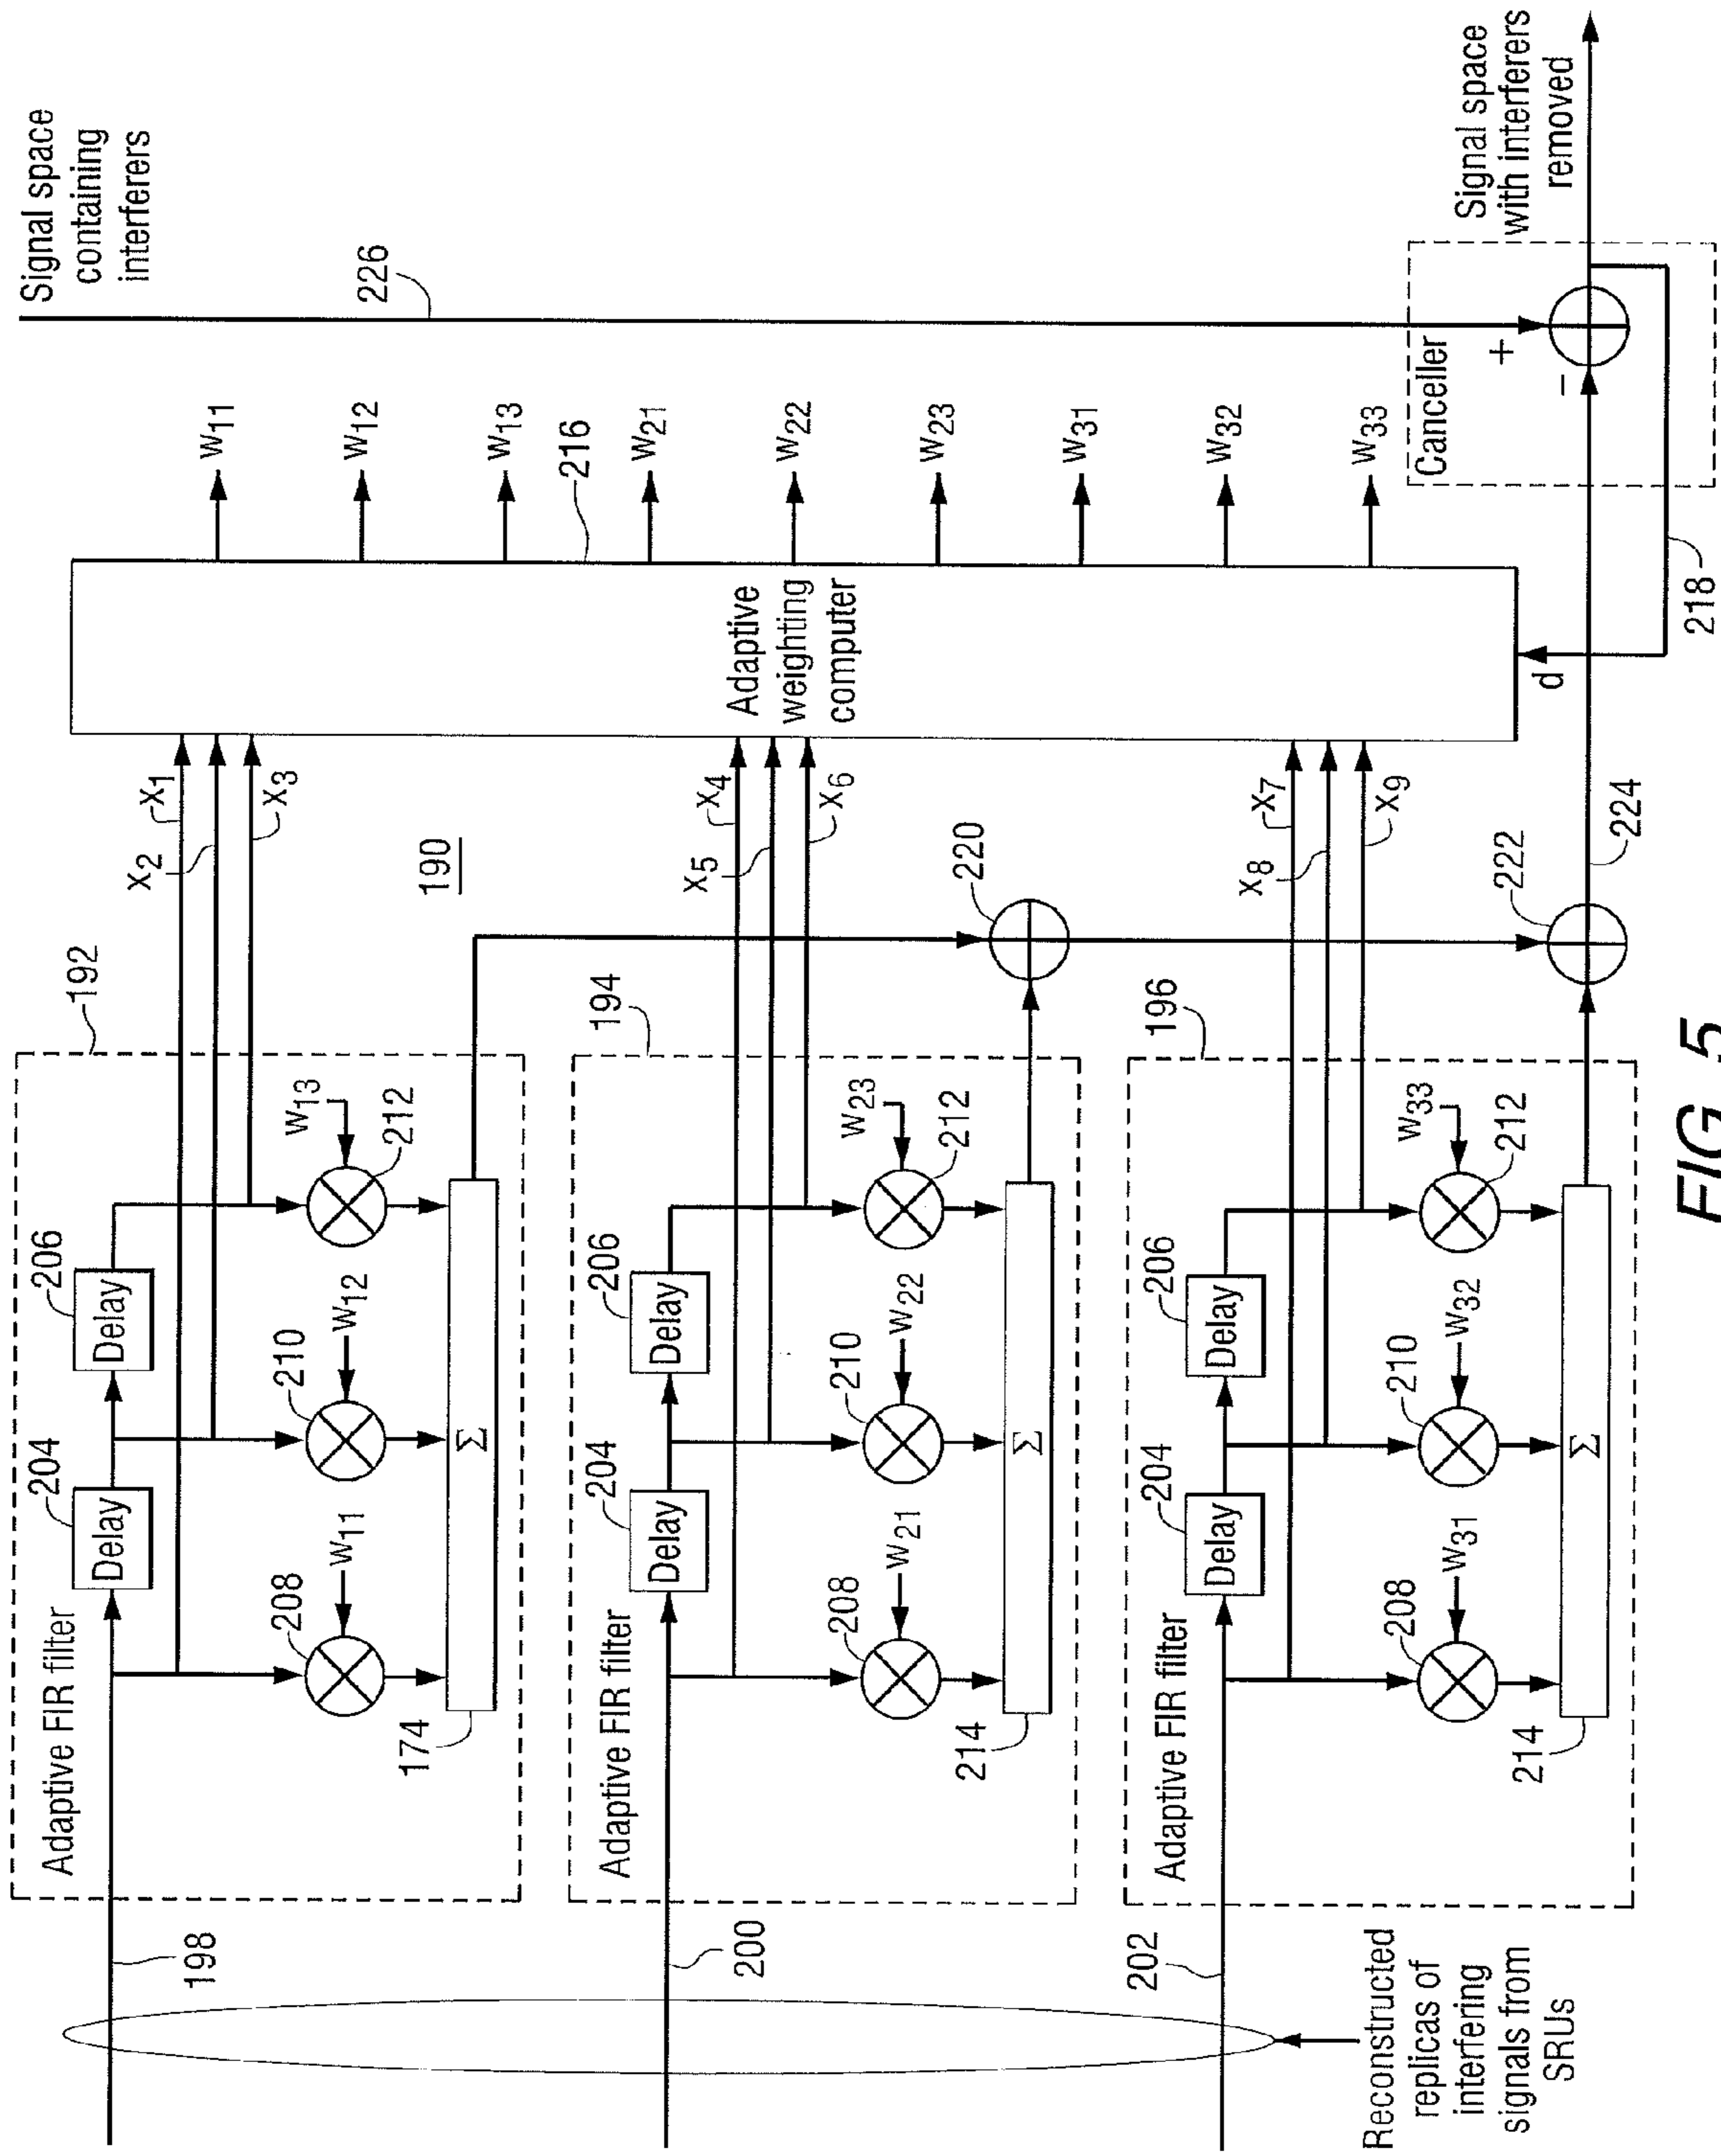 Signal space
containing
interferers
226
w11
w12
w13
216
w21
w22
w23
w31
w32
w33
Adaptive
weighting
computer
Canceller
+
−
Signal space
with interferers
removed
218
d
x1
x2
x3
190
x4
x5
x6
x7
x8
x9
220
222
224
192
Adaptive FIR filter
198
204
Delay
206
Delay
208
w11
210
w12
w13
212
174
Σ
194
Adaptive FIR filter
200
204
Delay
206
Delay
208
w21
210
w22
w23
212
214
Σ
196
Adaptive FIR filter
202
204
Delay
206
Delay
208
w31
210
w32
w33
212
214
Σ
Reconstructed
replicas of
interfering
signals from
SRUs
FIG. 5